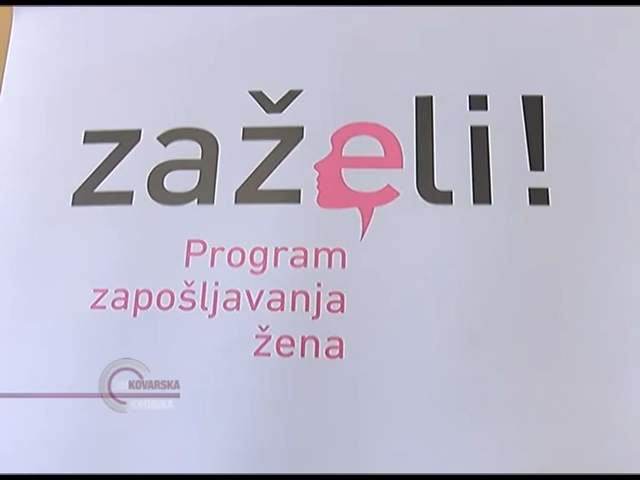 zaželi!
Program
zapošljavanja
žena
KOVARSKA
KRONIKA